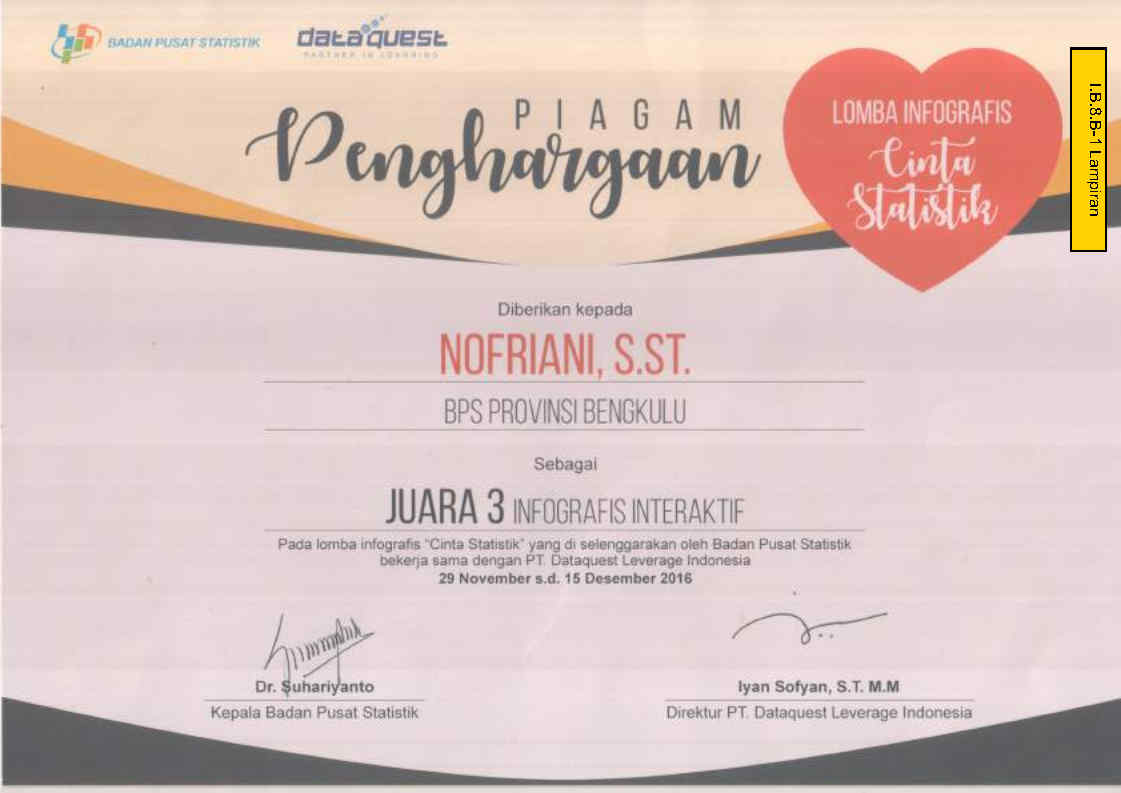 BADAN PUSAT STATISTIK
dataquest
PARTNER IN LEARNING
PIAGAM
Penghargaan
LOMBA INFOGRAFIS
Cinta
Statistik
I.B.8.B-1 Lampiran
Diberikan kepada
NOFRIANI, S.ST.
BPS PROVINSI BENGKULU
Sebagai
JUARA 3 INFOGRAFIS INTERAKTIF
Pada lomba infografis "Cinta Statistik" yang di selenggarakan oleh Badan Pusat Statistik
bekerja sama dengan PT. Dataquest Leverage Indonesia
29 November s.d. 15 Desember 2016
Dr. Suhariyanto
Kepala Badan Pusat Statistik
Iyan Sofyan, S.T. M.M
Direktur PT. Dataquest Leverage Indonesia